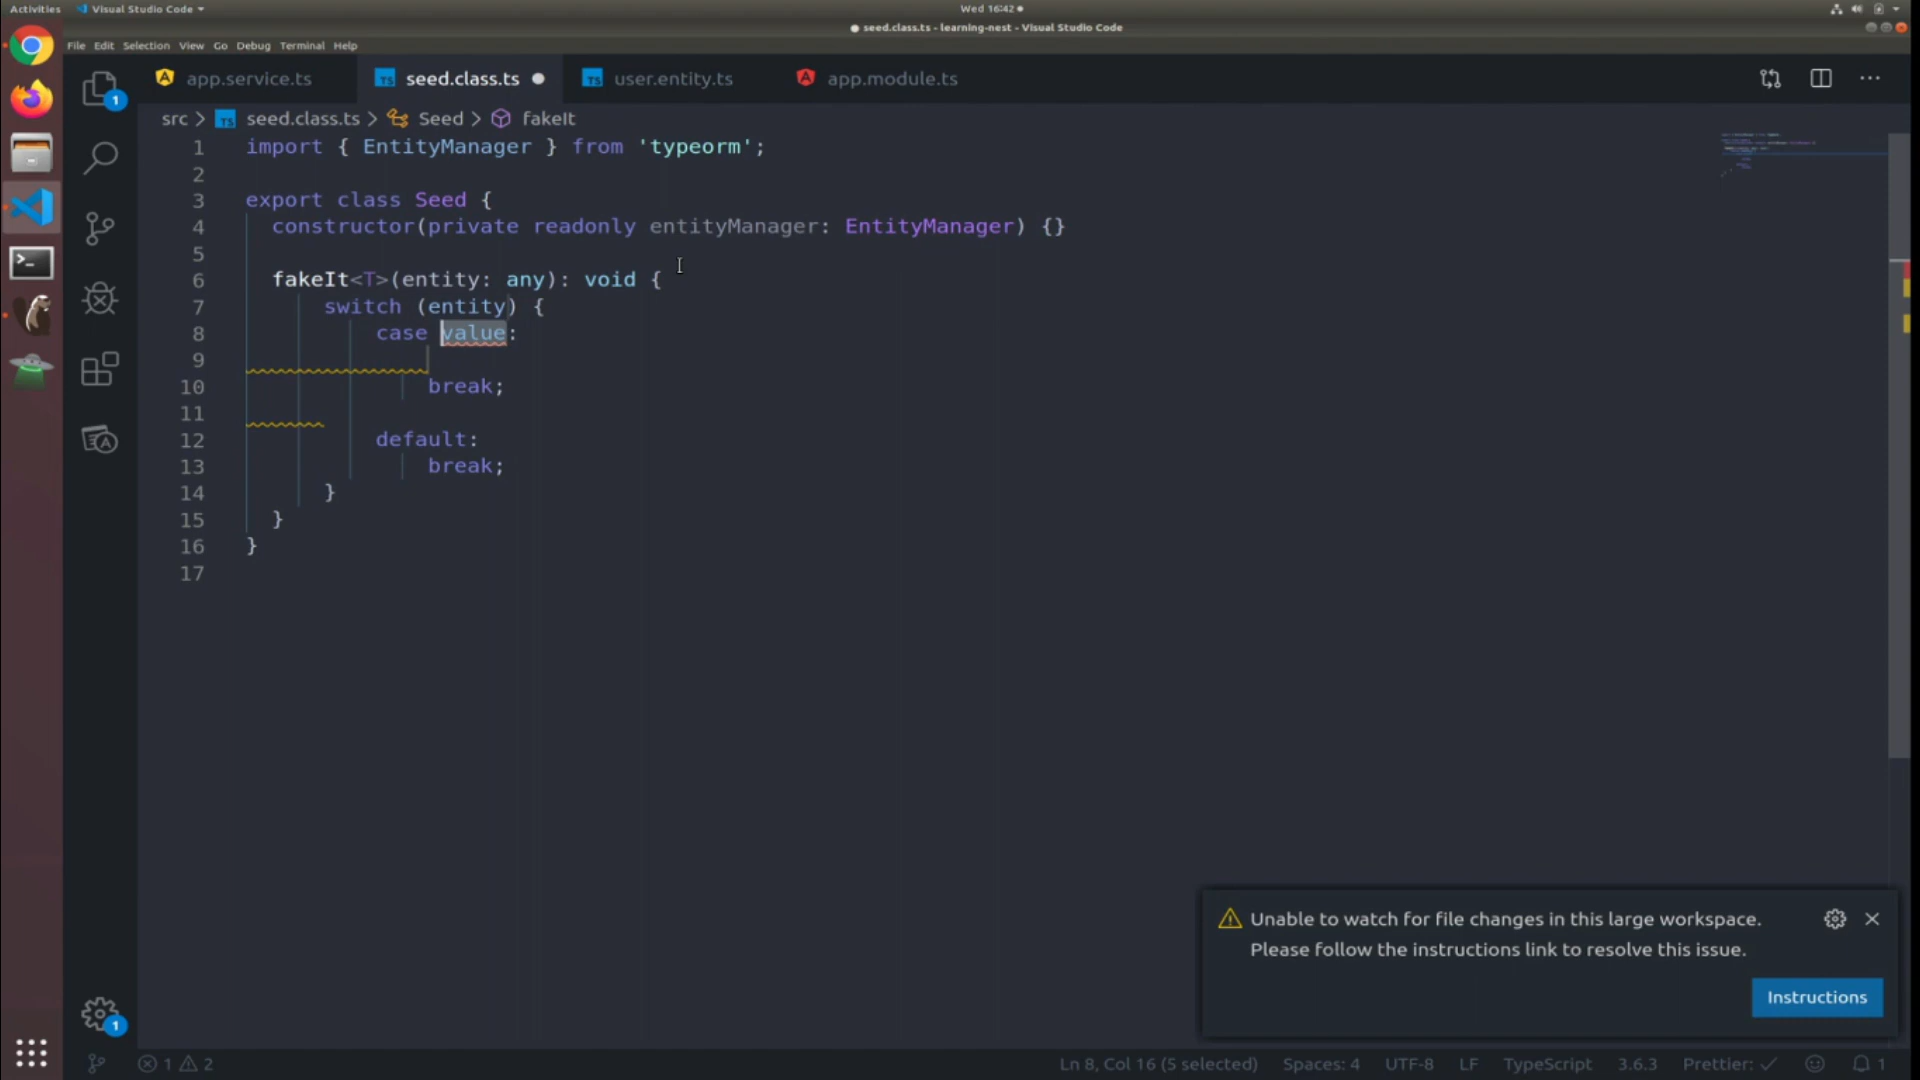 Activities Visual Studio Code Wed 16:42
seed.class.ts - learning-nest - Visual Studio Code
File Edit Selection View Go Debug Terminal Help
app.service.ts TS seed.class.ts TS user.entity.ts app.module.ts
src > TS seed.class.ts > Seed > fakeIt
1 import { EntityManager } from 'typeorm';
2
3 export class Seed {
4 constructor(private readonly entityManager: EntityManager) {}
5
6 fakeIt<T>(entity: any): void {
7 switch (entity) {
8 case value:
9
10 break;
11
12 default:
13 break;
14 }
15 }
16 }
17
1
Unable to watch for file changes in this large workspace.
Please follow the instructions link to resolve this issue.
Instructions
1
1 2 Ln 8, Col 16 (5 selected) Spaces: 4 UTF-8 LF TypeScript 3.6.3 Prettier: ✓ 1